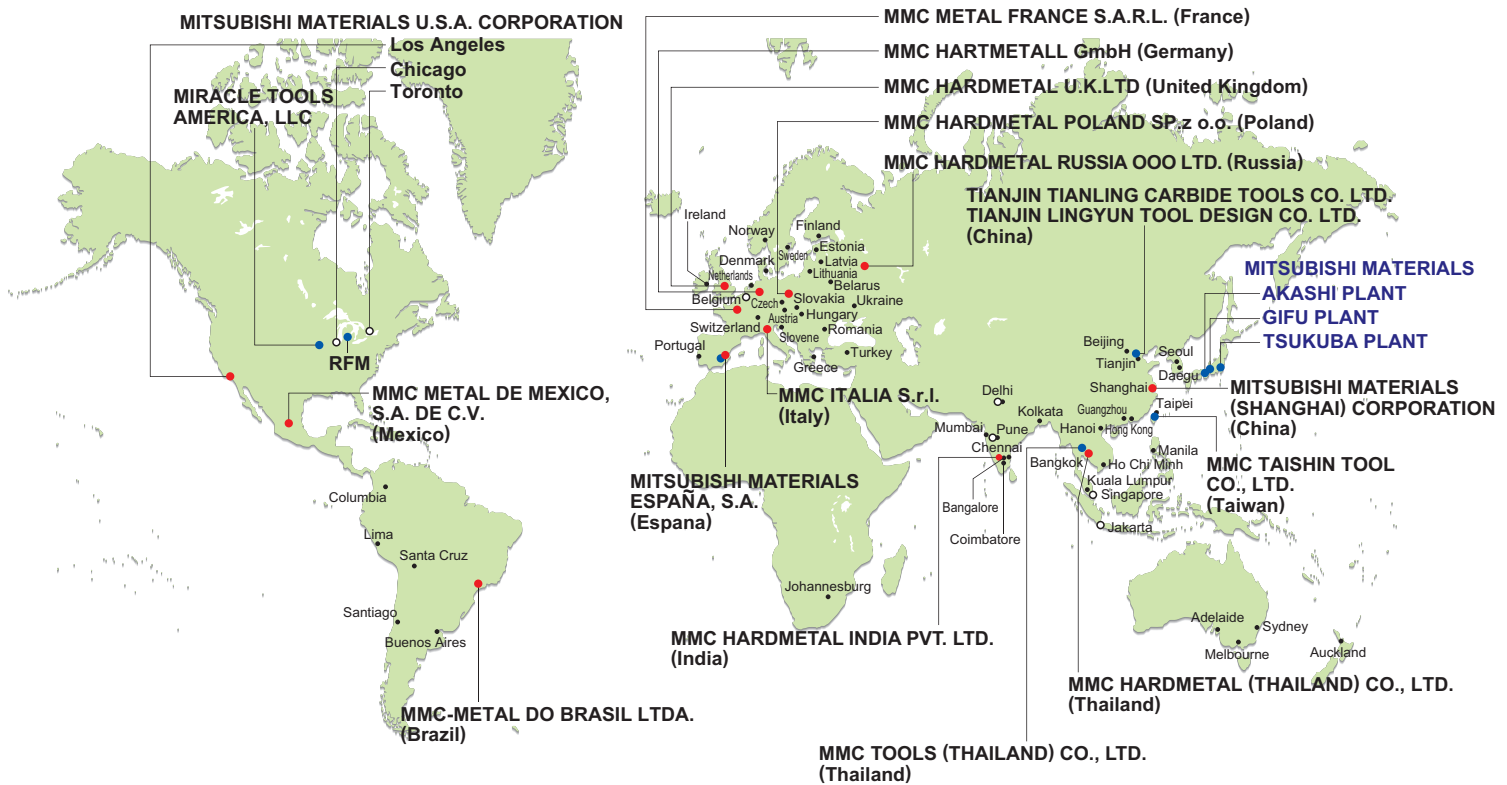 MITSUBISHI MATERIALS U.S.A. CORPORATION
Los Angeles
Chicago
Toronto
MIRACLE TOOLS
AMERICA, LLC
RFM
MMC METAL DE MEXICO,
S.A. DE C.V.
(Mexico)
Columbia
Lima
Santa Cruz
Santiago
Buenos Aires
MMC-METAL DO BRASIL LTDA.
(Brazil)
MMC METAL FRANCE S.A.R.L. (France)
MMC HARTMETALL GmbH (Germany)
MMC HARDMETAL U.K.LTD (United Kingdom)
MMC HARDMETAL POLAND SP.z o.o. (Poland)
MMC HARDMETAL RUSSIA OOO LTD. (Russia)
TIANJIN TIANLING CARBIDE TOOLS CO. LTD.
TIANJIN LINGYUN TOOL DESIGN CO. LTD.
(China)
Ireland
Norway
Finland
Sweden
Estonia
Denmark
Latvia
Netherlands
Lithuania
Belarus
Belgium
Czech
Slovakia
Ukraine
Austria
Hungary
Switzerland
Slovene
Romania
Portugal
Greece
Turkey
MMC ITALIA S.r.l.
(Italy)
MITSUBISHI MATERIALS
ESPAÑA, S.A.
(Espana)
MITSUBISHI MATERIALS
AKASHI PLANT
GIFU PLANT
TSUKUBA PLANT
Beijing
Tianjin
Seoul
Daegu
Shanghai
MITSUBISHI MATERIALS
(SHANGHAI) CORPORATION
(China)
Delhi
Kolkata
Guangzhou
Taipei
Mumbai
Pune
Hanoi
Hong Kong
Chennai
Manila
Bangkok
Ho Chi Minh
Kuala Lumpur
Singapore
MMC TAISHIN TOOL
CO., LTD.
(Taiwan)
Bangalore
Jakarta
Coimbatore
Johannesburg
MMC HARDMETAL INDIA PVT. LTD.
(India)
Adelaide
Sydney
Melbourne
Auckland
MMC HARDMETAL (THAILAND) CO., LTD.
(Thailand)
MMC TOOLS (THAILAND) CO., LTD.
(Thailand)